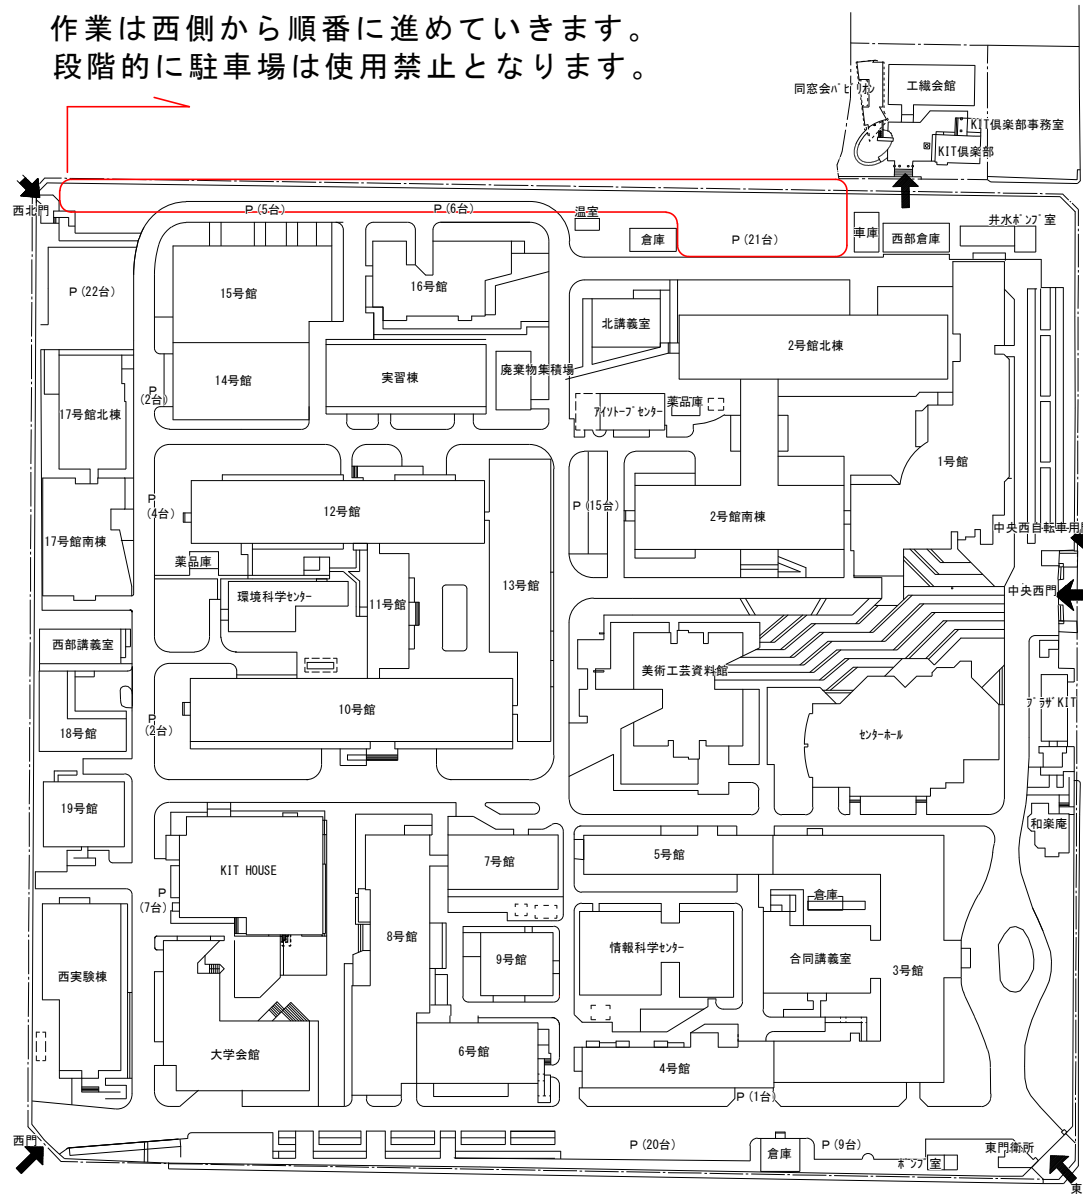 作業は西側から順番に進めていきます。
段階的に駐車場は使用禁止となります。
同窓会パビリオン
工繊会館
KIT倶楽部事務室
KIT倶楽部
西北門
P (5台)
P (6台)
温室
倉庫
P (21台)
車庫
西部倉庫
井水ポンプ室
P (22台)
15号館
16号館
北講義室
2号館北棟
14号館
実習棟
廃棄物集積場
P
(2台)
17号館北棟
アイソトープセンター
薬品庫
1号館
P
(4台)
12号館
P (15台)
2号館南棟
中央西自転車用
17号館南棟
薬品庫
13号館
環境科学センター
11号館
中央西門
西部講義室
美術工芸資料館
10号館
プラザKIT
18号館
P
(2台)
センターホール
19号館
和楽庵
KIT HOUSE
7号館
5号館
P
(7台)
倉庫
8号館
情報科学センター
合同講義室
9号館
3号館
西実験棟
大学会館
6号館
4号館
P (1台)
西門
P (20台)
倉庫
P (9台)
ポンプ室
東門衛所
東